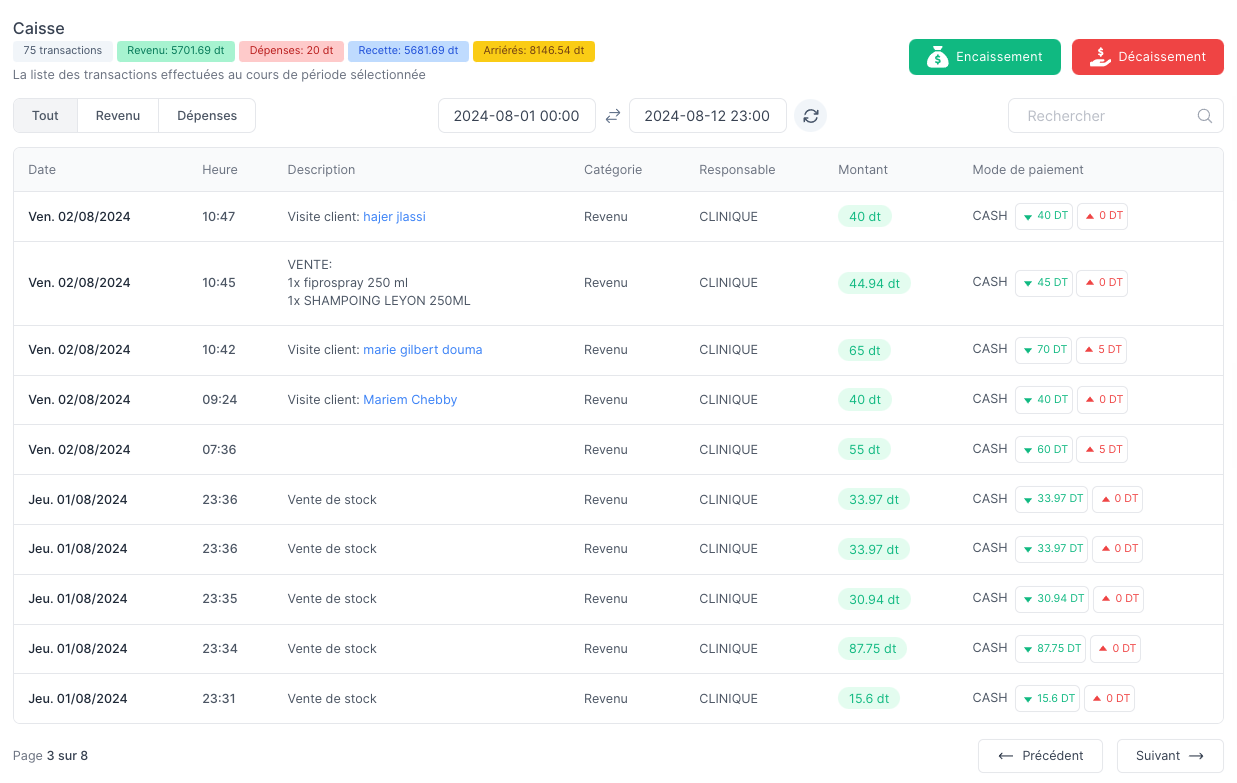 Caisse
75 transactions Revenu: 5701.69 dt Dépenses: 20 dt Recette: 5681.69 dt Arriérés: 8146.54 dt
La liste des transactions effectuées au cours de période sélectionnée
Encaissement Décaissement
Tout Revenu Dépenses 2024-08-01 00:00 2024-08-12 23:00 Rechercher
Date Heure Description Catégorie Responsable Montant Mode de paiement
Ven. 02/08/2024 10:47 Visite client: hajer jlassi Revenu CLINIQUE 40 dt CASH 40 DT 0 DT
VENTE:
Ven. 02/08/2024 10:45 1x fiprospray 250 ml Revenu CLINIQUE 44.94 dt CASH 45 DT 0 DT
1x SHAMPOING LEYON 250ML
Ven. 02/08/2024 10:42 Visite client: marie gilbert douma Revenu CLINIQUE 65 dt CASH 70 DT 5 DT
Ven. 02/08/2024 09:24 Visite client: Mariem Chebby Revenu CLINIQUE 40 dt CASH 40 DT 0 DT
Ven. 02/08/2024 07:36 Revenu CLINIQUE 55 dt CASH 60 DT 5 DT
Jeu. 01/08/2024 23:36 Vente de stock Revenu CLINIQUE 33.97 dt CASH 33.97 DT 0 DT
Jeu. 01/08/2024 23:36 Vente de stock Revenu CLINIQUE 33.97 dt CASH 33.97 DT 0 DT
Jeu. 01/08/2024 23:35 Vente de stock Revenu CLINIQUE 30.94 dt CASH 30.94 DT 0 DT
Jeu. 01/08/2024 23:34 Vente de stock Revenu CLINIQUE 87.75 dt CASH 87.75 DT 0 DT
Jeu. 01/08/2024 23:31 Vente de stock Revenu CLINIQUE 15.6 dt CASH 15.6 DT 0 DT
Page 3 sur 8 Précédent Suivant